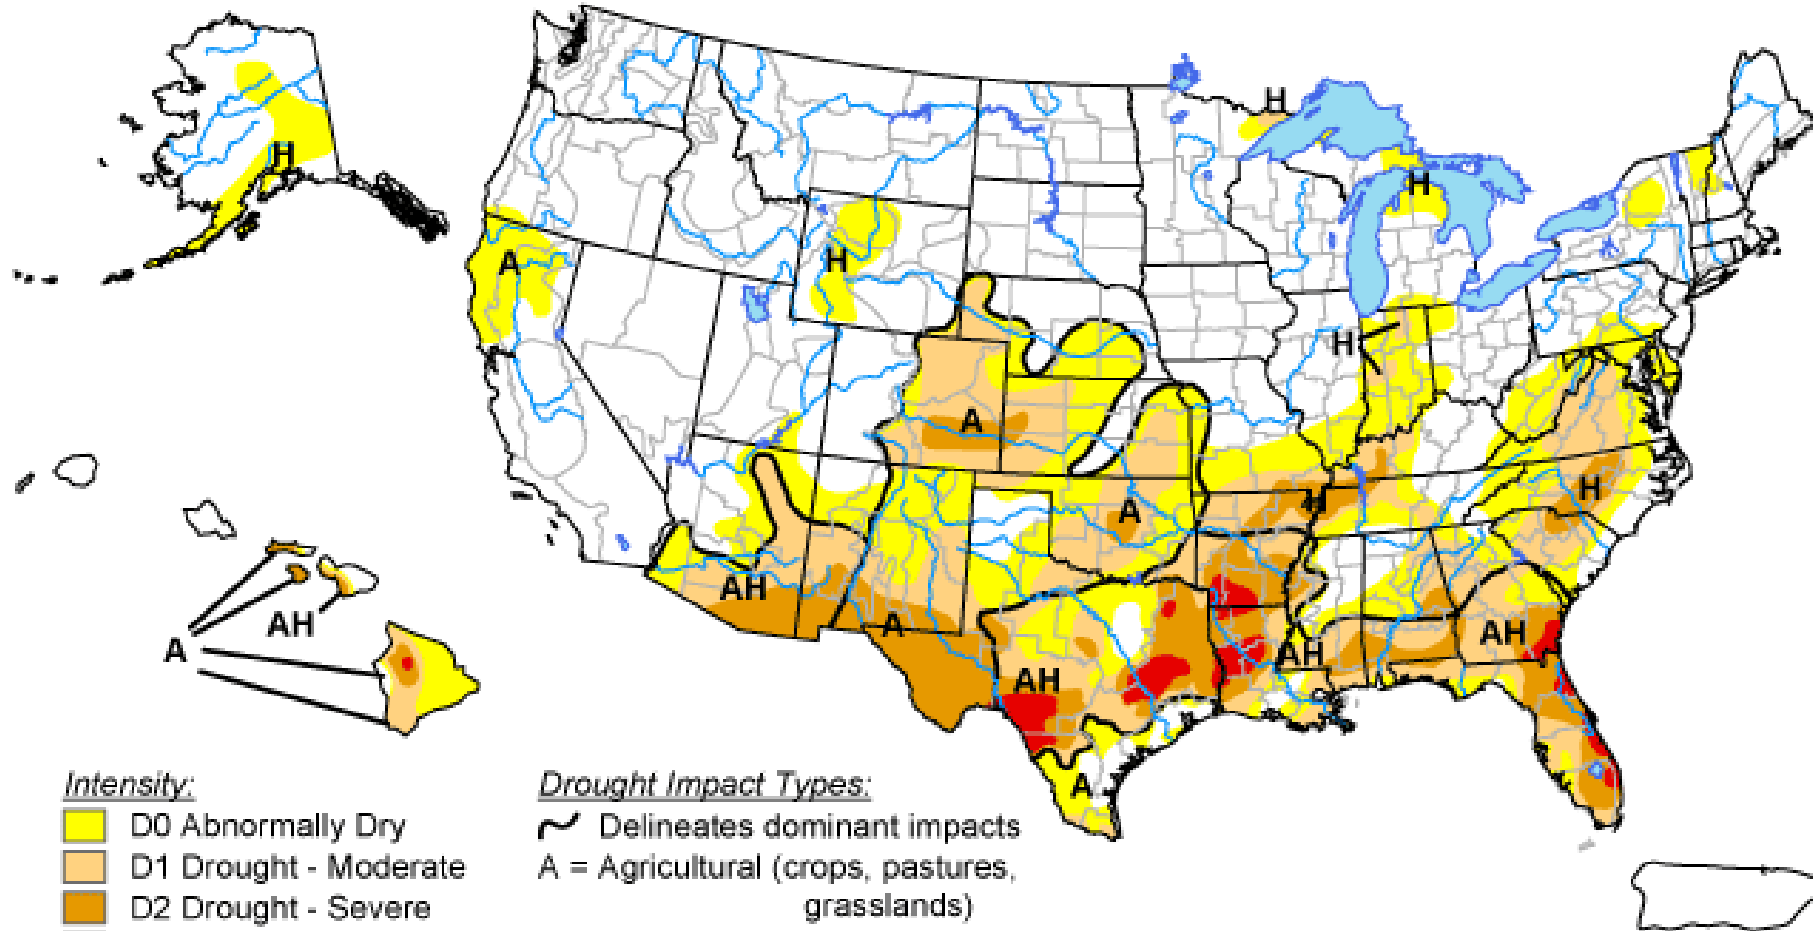 H
H
H
A
H
H
A
H
A
H
AH
A
AH
A
AH
AH
AH
A
Intensity:
D0 Abnormally Dry
D1 Drought - Moderate
D2 Drought - Severe
Drought Impact Types:
Delineates dominant impacts
A = Agricultural (crops, pastures,
grasslands)